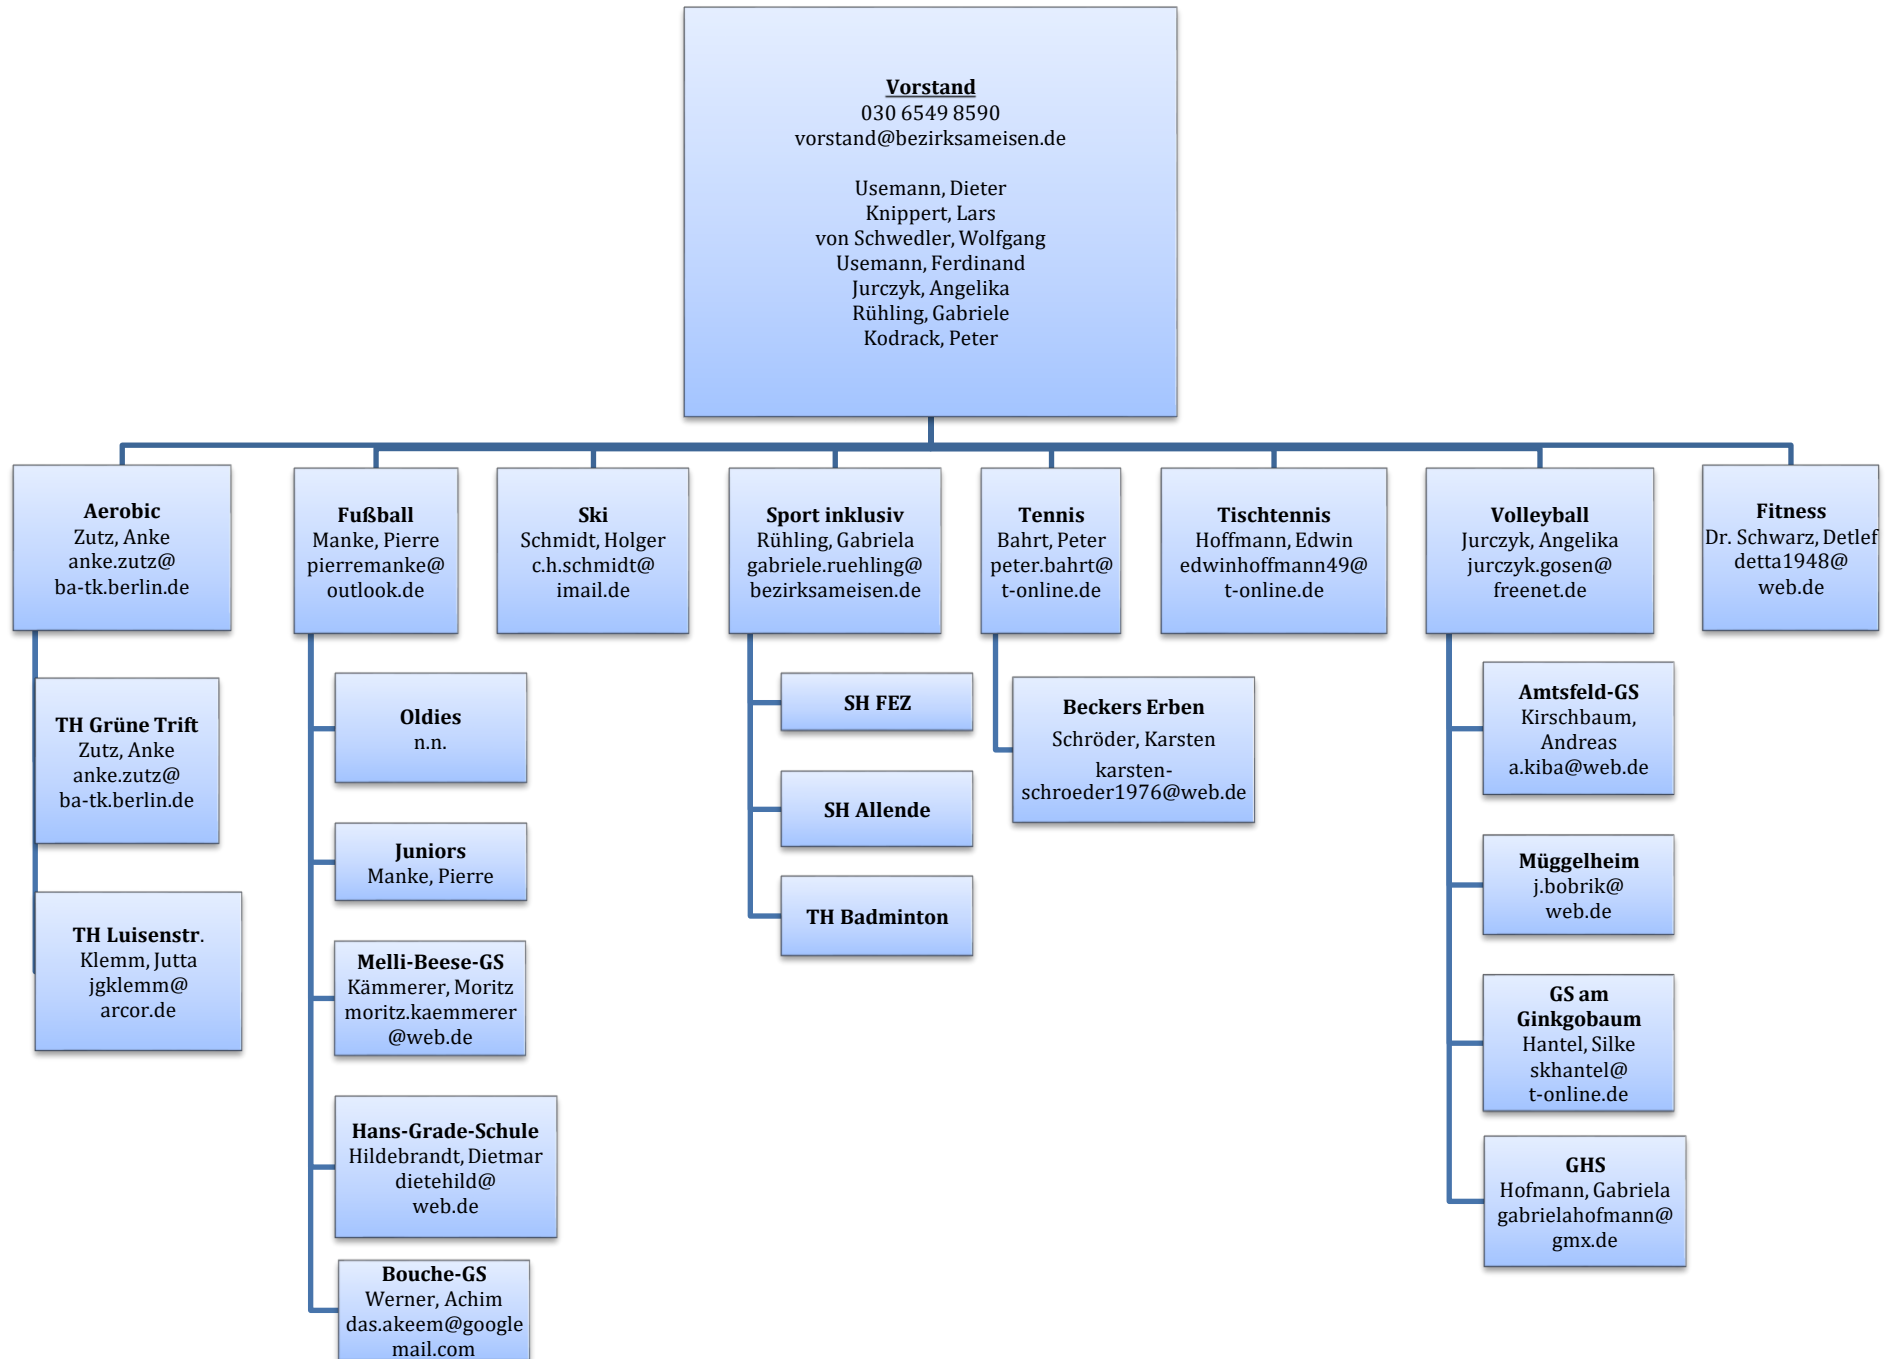 Vorstand
030 6549 8590
vorstand@bezirksameisen.de
Usemann, Dieter
Knippert, Lars
von Schwedler, Wolfgang
Usemann, Ferdinand
Jurczyk, Angelika
Rühling, Gabriele
Kodrack, Peter
Aerobic
Zutz, Anke
anke.zutz@
ba-tk.berlin.de
TH Grüne Trift
Zutz, Anke
anke.zutz@
ba-tk.berlin.de
TH Luisenstr.
Klemm, Jutta
jgklemm@
arcor.de
Fußball
Manke, Pierre
pierremanke@
outlook.de
Oldies
n.n.
Juniors
Manke, Pierre
Melli-Beese-GS
Kämmerer, Moritz
moritz.kaemmerer
@web.de
Hans-Grade-Schule
Hildebrandt, Dietmar
dietehild@
web.de
Bouche-GS
Werner, Achim
das.akeem@google
mail.com
Ski
Schmidt, Holger
c.h.schmidt@
imail.de
Sport inklusiv
Rühling, Gabriela
gabriele.ruehling@
bezirksameisen.de
SH FEZ
SH Allende
TH Badminton
Tennis
Bahrt, Peter
peter.bahrt@
t-online.de
Beckers Erben
Schröder, Karsten
karsten-
schroeder1976@web.de
Tischtennis
Hoffmann, Edwin
edwinhoffmann49@
t-online.de
Volleyball
Jurczyk, Angelika
jurczyk.gosen@
freenet.de
Amtsfeld-GS
Kirschbaum,
Andreas
a.kiba@web.de
Müggelheim
j.bobrik@
web.de
GS am
Ginkgobaum
Hantel, Silke
skhantel@
t-online.de
GHS
Hofmann, Gabriela
gabrielahofmann@
gmx.de
Fitness
Dr. Schwarz, Detlef
detta1948@
web.de